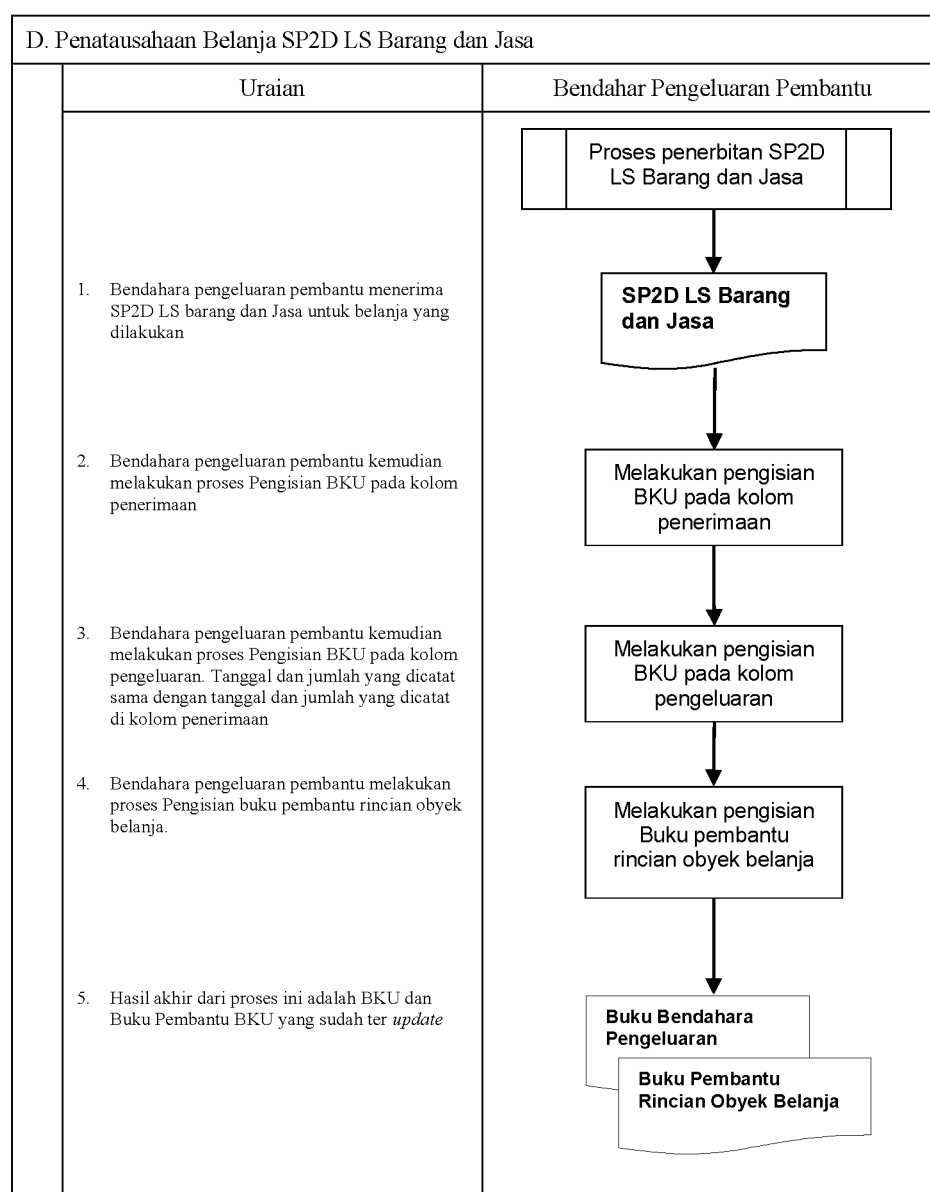 D. Penatausahaan Belanja SP2D LS Barang dan Jasa
Uraian
Bendahar Pengeluaran Pembantu
Proses penerbitan SP2D
LS Barang dan Jasa
1. Bendahara pengeluaran pembantu menerima
SP2D LS barang dan Jasa untuk belanja yang
dilakukan
SP2D LS Barang
dan Jasa
2. Bendahara pengeluaran pembantu kemudian
melakukan proses Pengisian BKU pada kolom
penerimaan
Melakukan pengisian
BKU pada kolom
penerimaan
3. Bendahara pengeluaran pembantu kemudian
melakukan proses Pengisian BKU pada kolom
pengeluaran. Tanggal dan jumlah yang dicatat
sama dengan tanggal dan jumlah yang dicatat
di kolom penerimaan
Melakukan pengisian
BKU pada kolom
pengeluaran
4. Bendahara pengeluaran pembantu melakukan
proses Pengisian buku pembantu rincian obyek
belanja.
Melakukan pengisian
Buku pembantu
rincian obyek belanja
5. Hasil akhir dari proses ini adalah BKU dan
Buku Pembantu BKU yang sudah ter update
Buku Bendahara
Pengeluaran
Buku Pembantu
Rincian Obyek Belanja